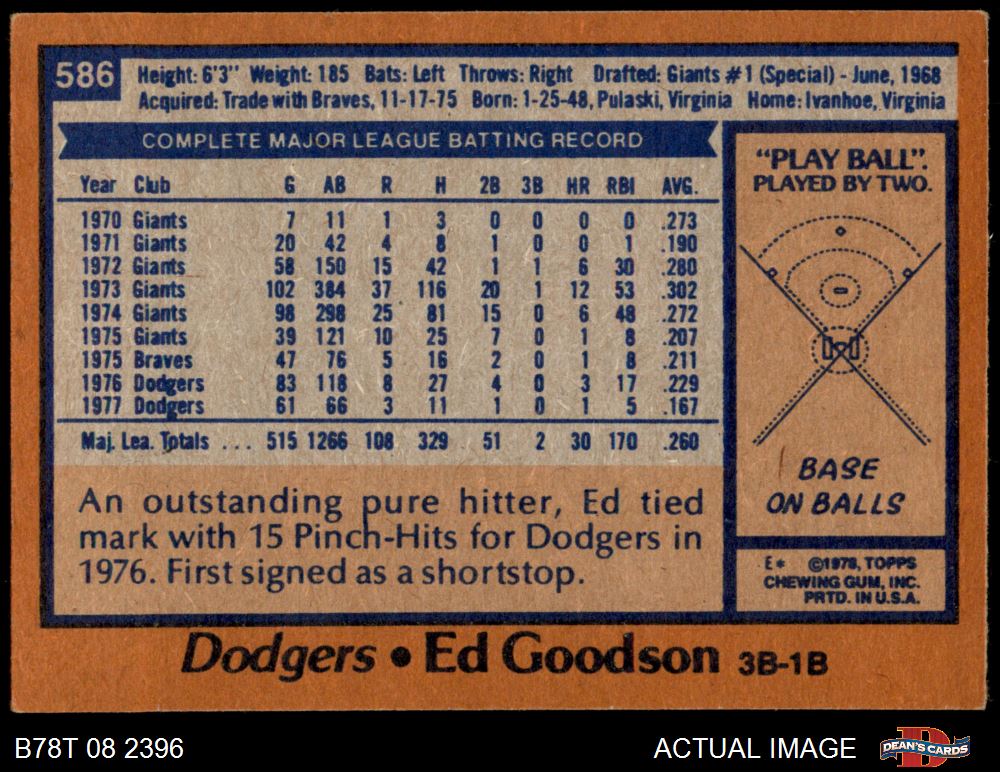 586
Height: 6'3" Weight: 185 Bats: Left Throws: Right Drafted: Giants #1 (Special) - June, 1968
Acquired: Trade with Braves, 11-17-75 Born: 1-25-48, Pulaski, Virginia Home: Ivanhoe, Virginia
COMPLETE MAJOR LEAGUE BATTING RECORD
Year Club G AB R H 2B 3B HR RBI AVG.
1970 Giants 7 11 1 3 0 0 0 0 .273
1971 Giants 20 42 4 8 1 0 0 1 .190
1972 Giants 58 150 15 42 1 1 6 30 .280
1973 Giants 102 384 37 116 20 1 12 53 .302
1974 Giants 98 298 25 81 15 0 6 48 .272
1975 Giants 39 121 10 25 7 0 1 8 .207
1975 Braves 47 76 5 16 2 0 1 8 .211
1976 Dodgers 83 118 8 27 4 0 3 17 .229
1977 Dodgers 61 66 3 11 1 0 1 5 .167
Maj. Lea. Totals ... 515 1266 108 329 51 2 30 170 .260
An outstanding pure hitter, Ed tied
mark with 15 Pinch-Hits for Dodgers in
1976. First signed as a shortstop.
"PLAY BALL".
PLAYED BY TWO.
BASE
ON BALLS
E* ©1978, TOPPS
CHEWING GUM, INC.
PRTD. IN U.S.A.
Dodgers • Ed Goodson 3B-1B
B78T 08 2396
ACTUAL IMAGE
D
DEAN'S CARDS